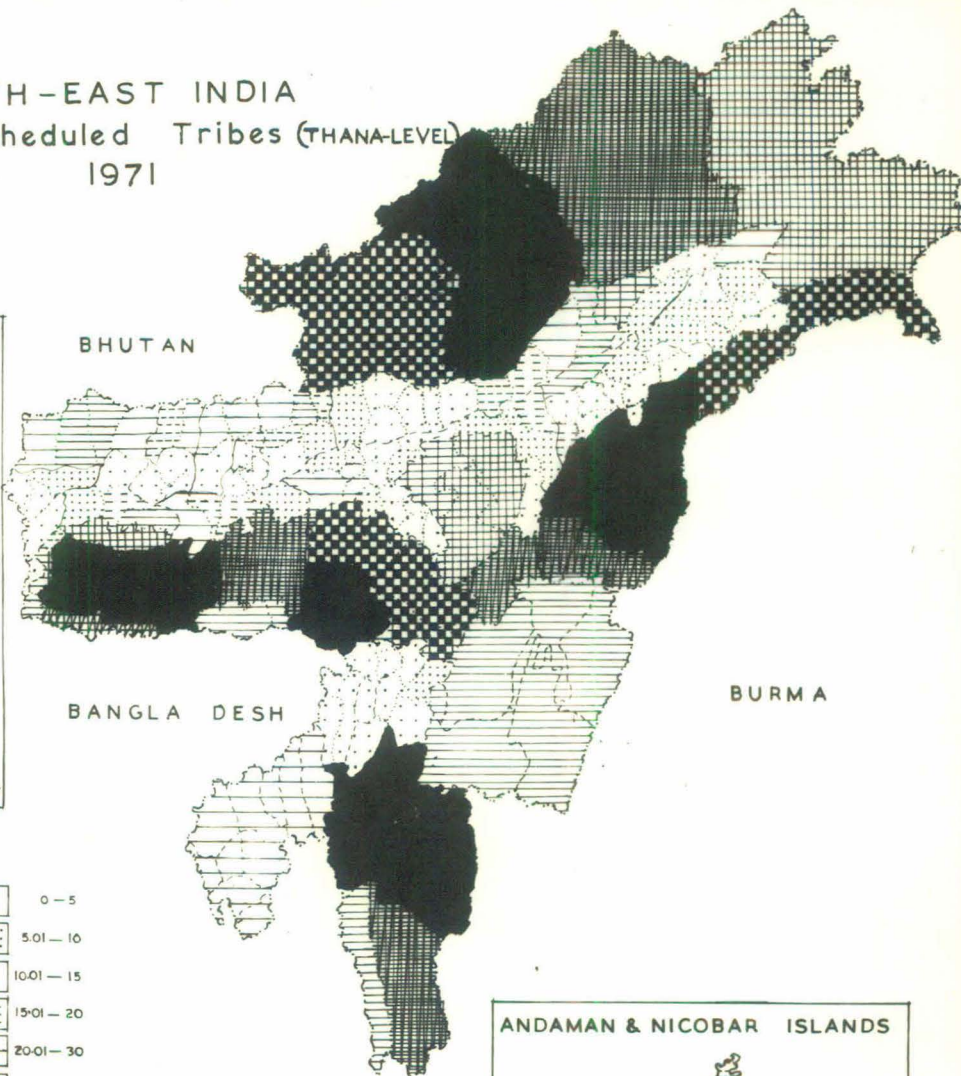 H-EAST INDIA
heduled Tribes (THANA-LEVEL)
1971
BHUTAN
BANGLA DESH
BURMA
0-5
5.01-10
10.01-15
15.01-20
20.01-30
ANDAMAN & NICOBAR ISLANDS